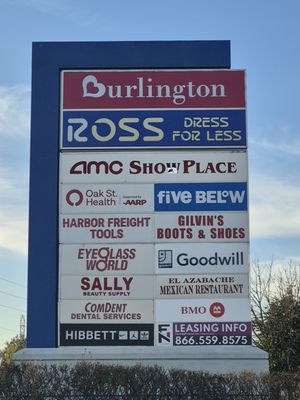 Burlington
ROSS DRESS
FOR LESS
AMC SHOWPLACE
Oak St.
Health
AARP
five BELOW
HARBOR FREIGHT
TOOLS
GILVIN'S
BOOTS & SHOES
EYEGLASS
WORLD
Goodwill
SALLY
BEAUTY SUPPLY
EL AZABACHE
MEXICAN RESTAURANT
COMDENT
DENTAL SERVICES
BMO
HIBBETT
LEASING INFO
866.559.8575